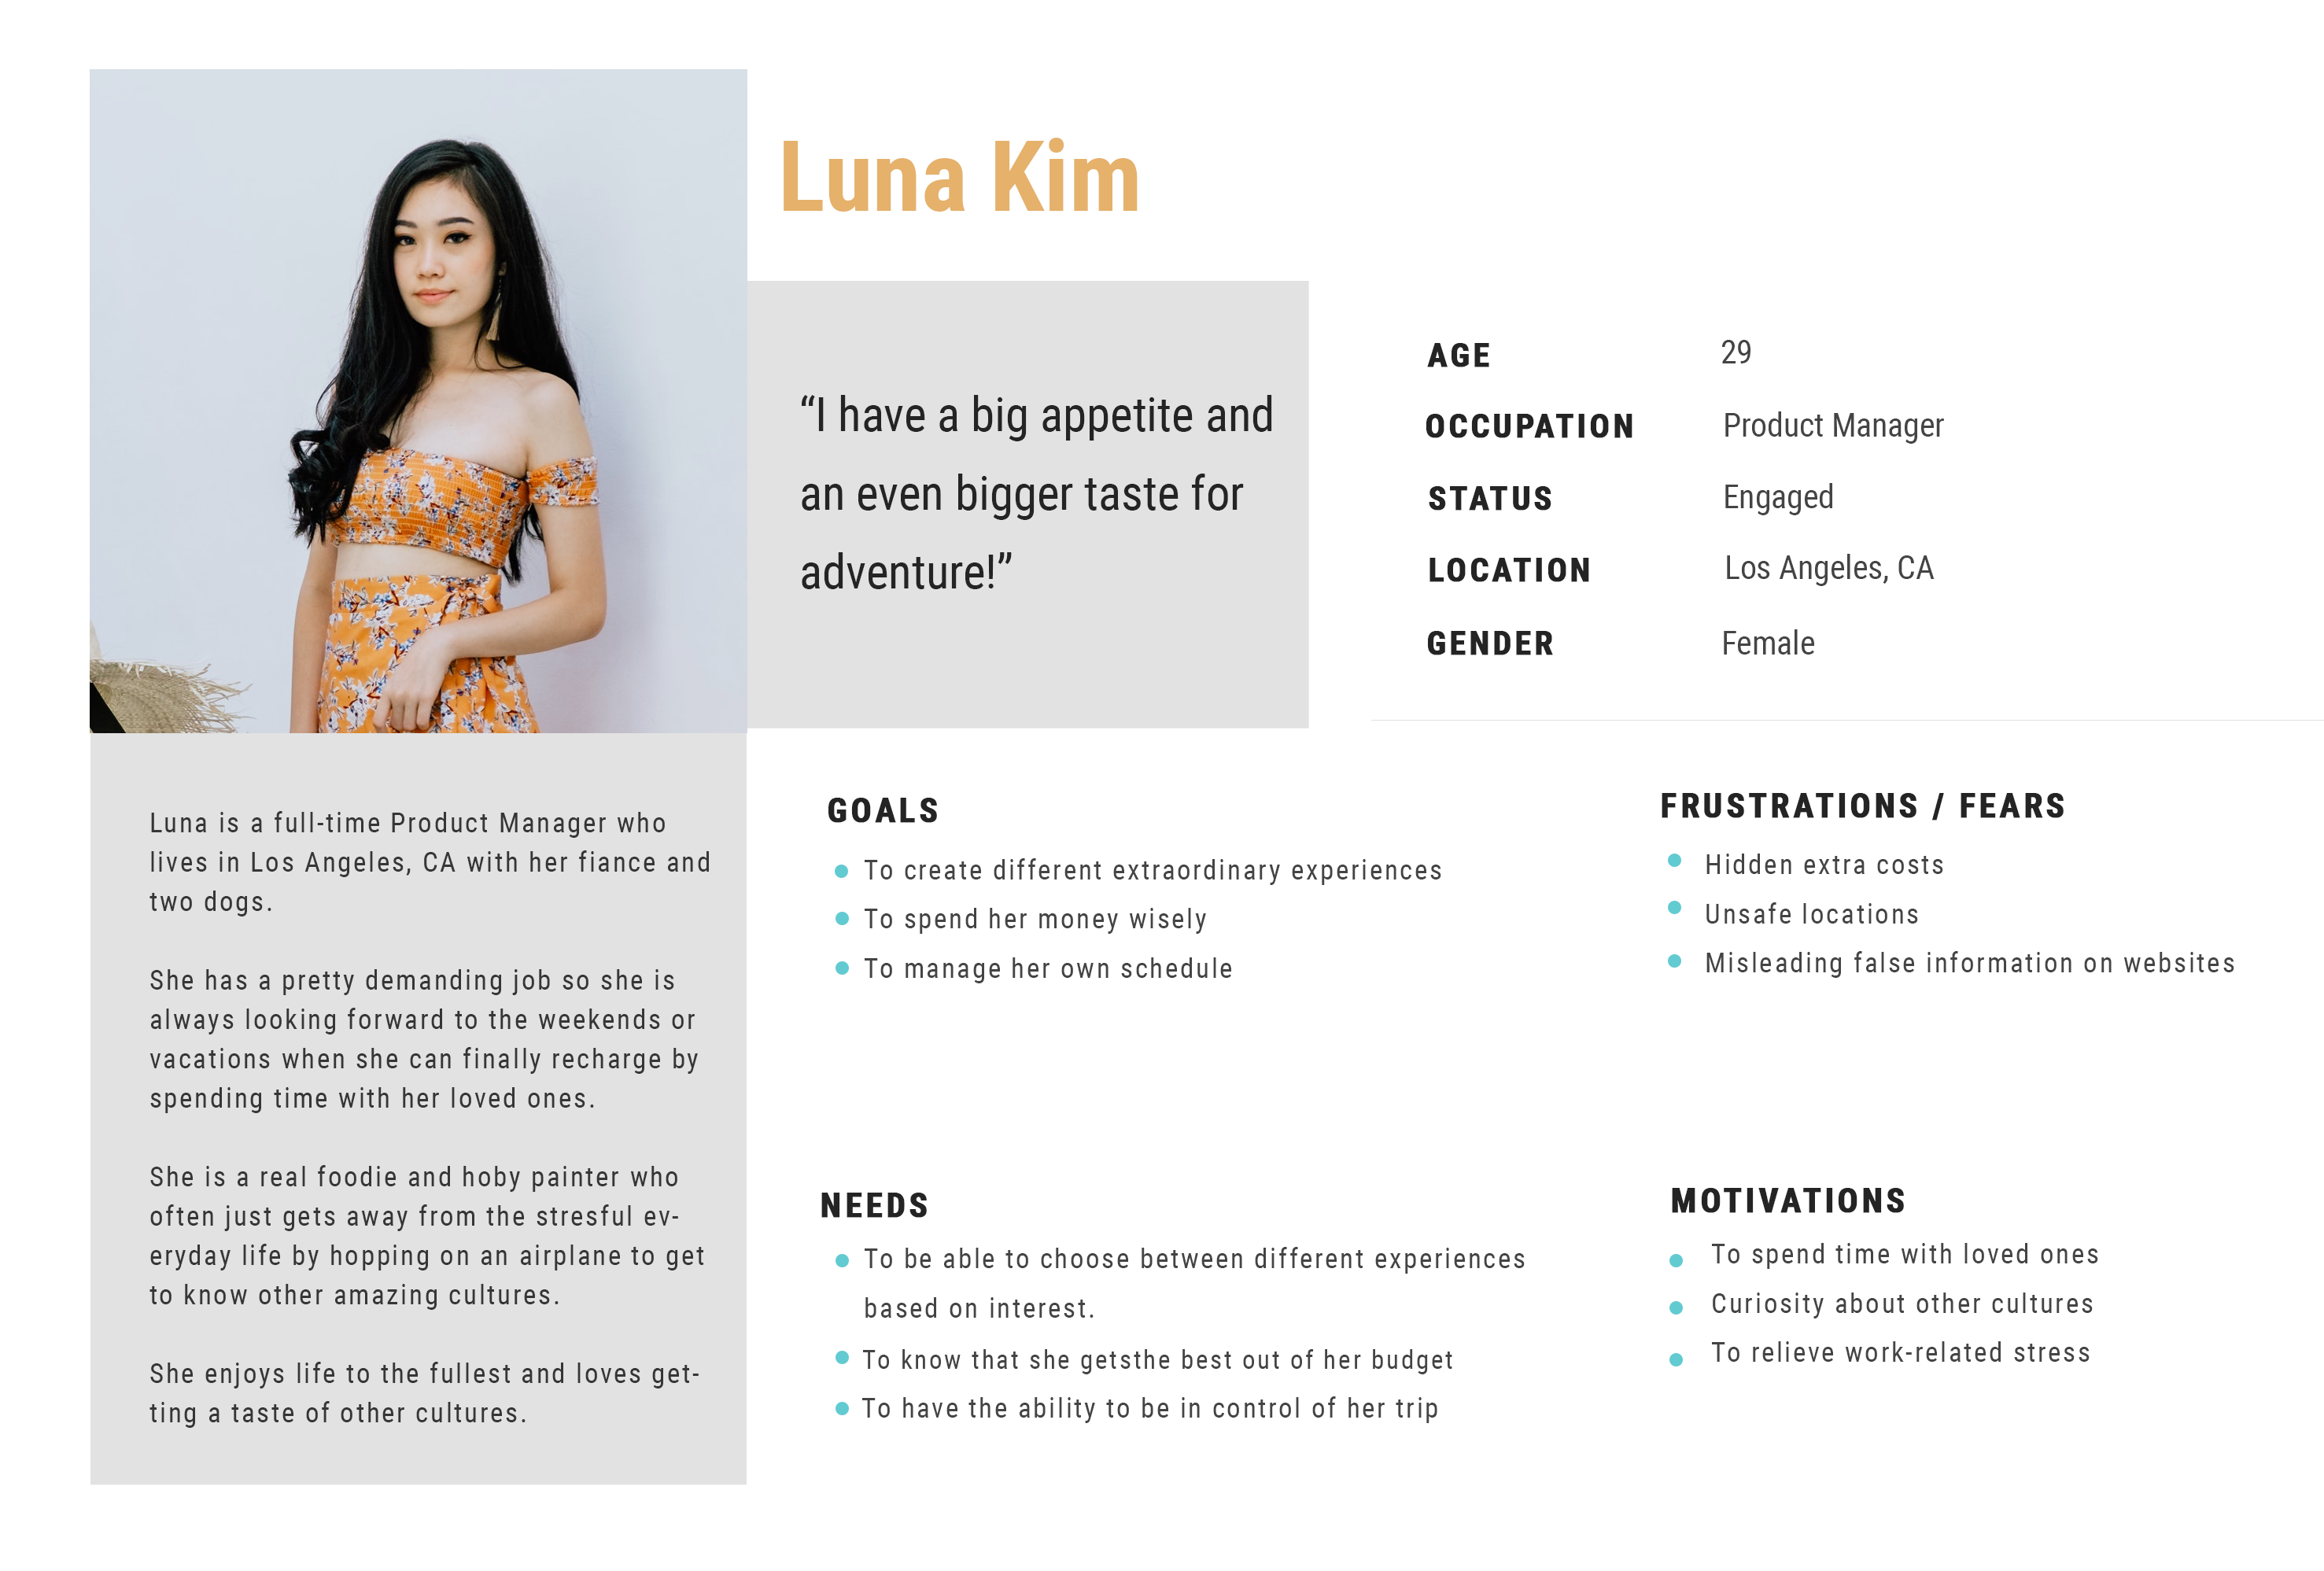 Luna Kim
“I have a big appetite and
an even bigger taste for
adventure!”
AGE 29
OCCUPATION Product Manager
STATUS Engaged
LOCATION Los Angeles, CA
GENDER Female
Luna is a full-time Product Manager who
lives in Los Angeles, CA with her fiance and
two dogs.
She has a pretty demanding job so she is
always looking forward to the weekends or
vacations when she can finally recharge by
spending time with her loved ones.
She is a real foodie and hoby painter who
often just gets away from the stresful ev-
eryday life by hopping on an airplane to get
to know other amazing cultures.
She enjoys life to the fullest and loves get-
ting a taste of other cultures.
GOALS
To create different extraordinary experiences
To spend her money wisely
To manage her own schedule
FRUSTRATIONS / FEARS
Hidden extra costs
Unsafe locations
Misleading false information on websites
NEEDS
To be able to choose between different experiences
based on interest.
To know that she getsthe best out of her budget
To have the ability to be in control of her trip
MOTIVATIONS
To spend time with loved ones
Curiosity about other cultures
To relieve work-related stress